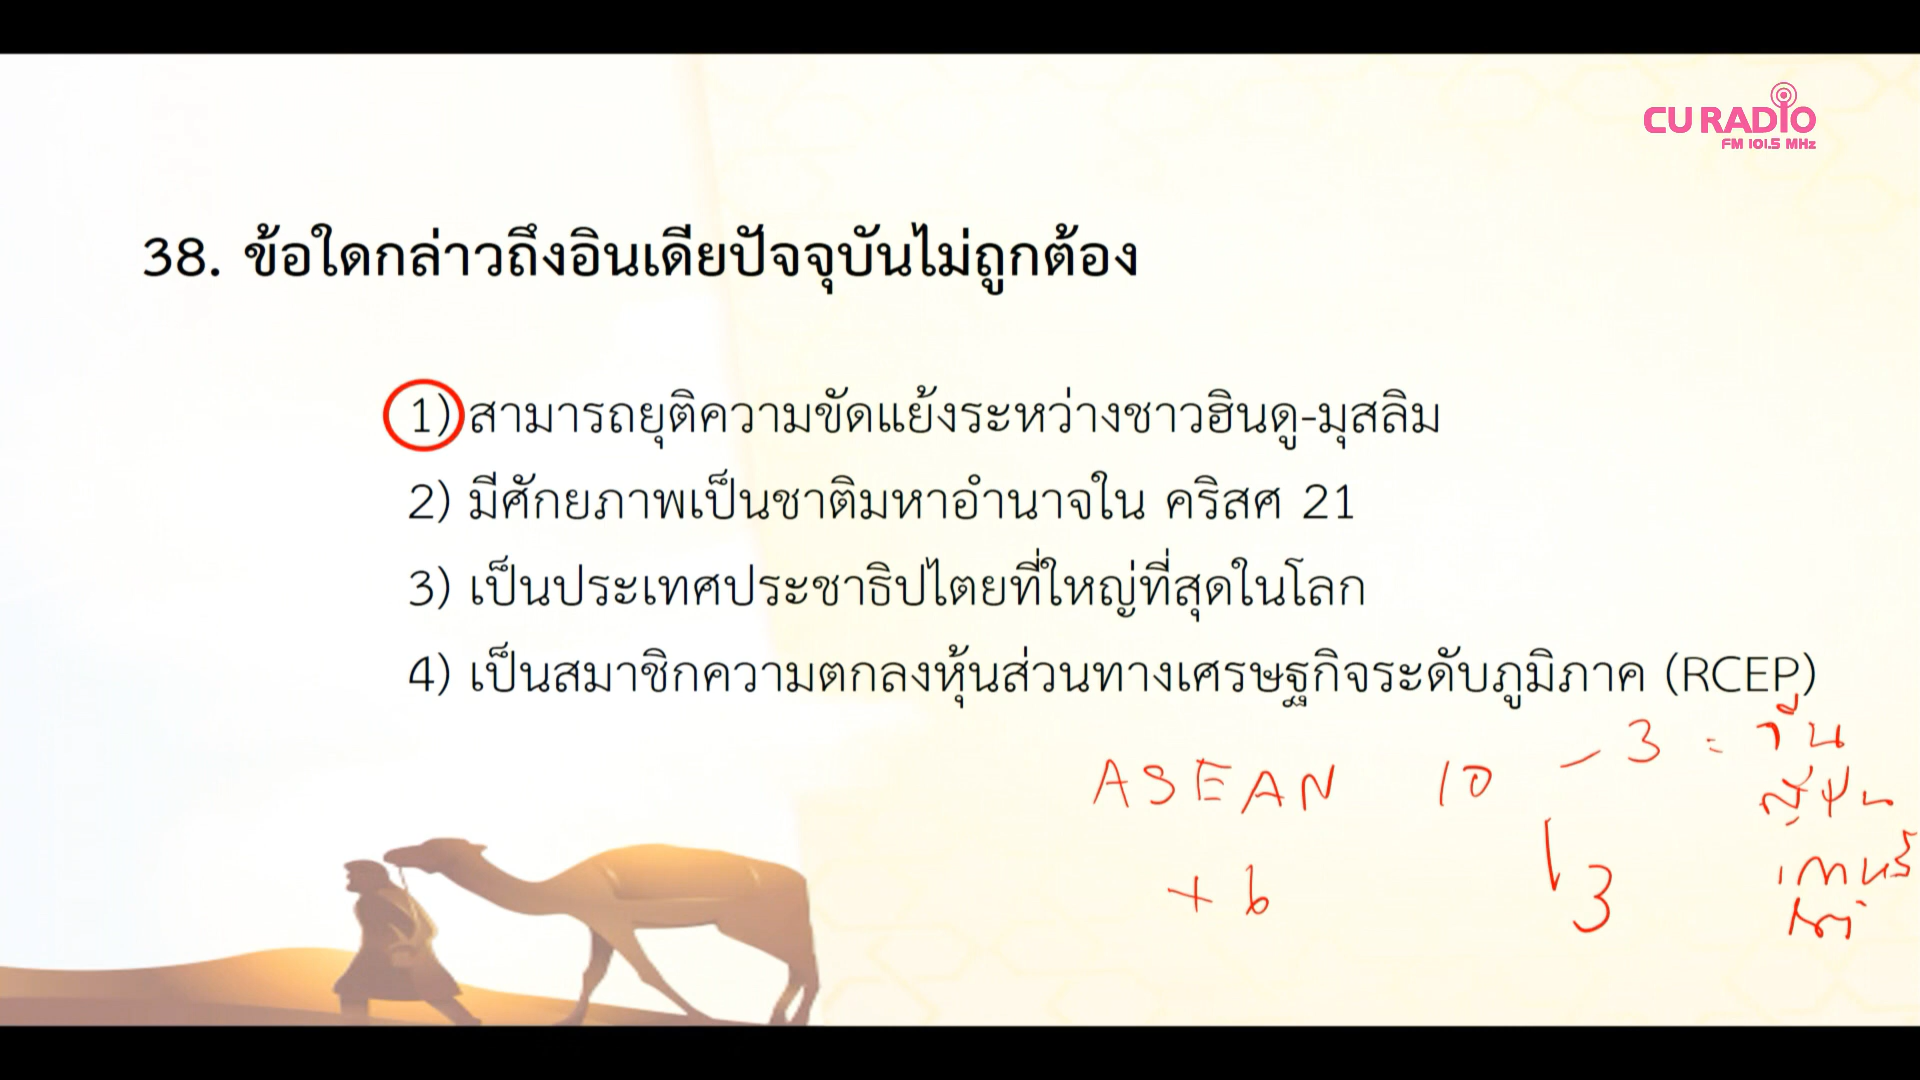 CU RADIO
FM 101.5 MHz
38. ข้อใดกล่าวถึงอินเดียปัจจุบันไม่ถูกต้อง
1) สามารถยุติความขัดแย้งระหว่างชาวฮินดู-มุสลิม
2) มีศักยภาพเป็นชาติมหาอำนาจใน คริสศ 21
3) เป็นประเทศประชาธิปไตยที่ใหญ่ที่สุดในโลก
4) เป็นสมาชิกความตกลงหุ้นส่วนทางเศรษฐกิจระดับภูมิภาค (RCEP)
ASEAN 10 - 3 = จีน
ญี่ปุ่น
เกาหลี
ใต้
+ 6
3